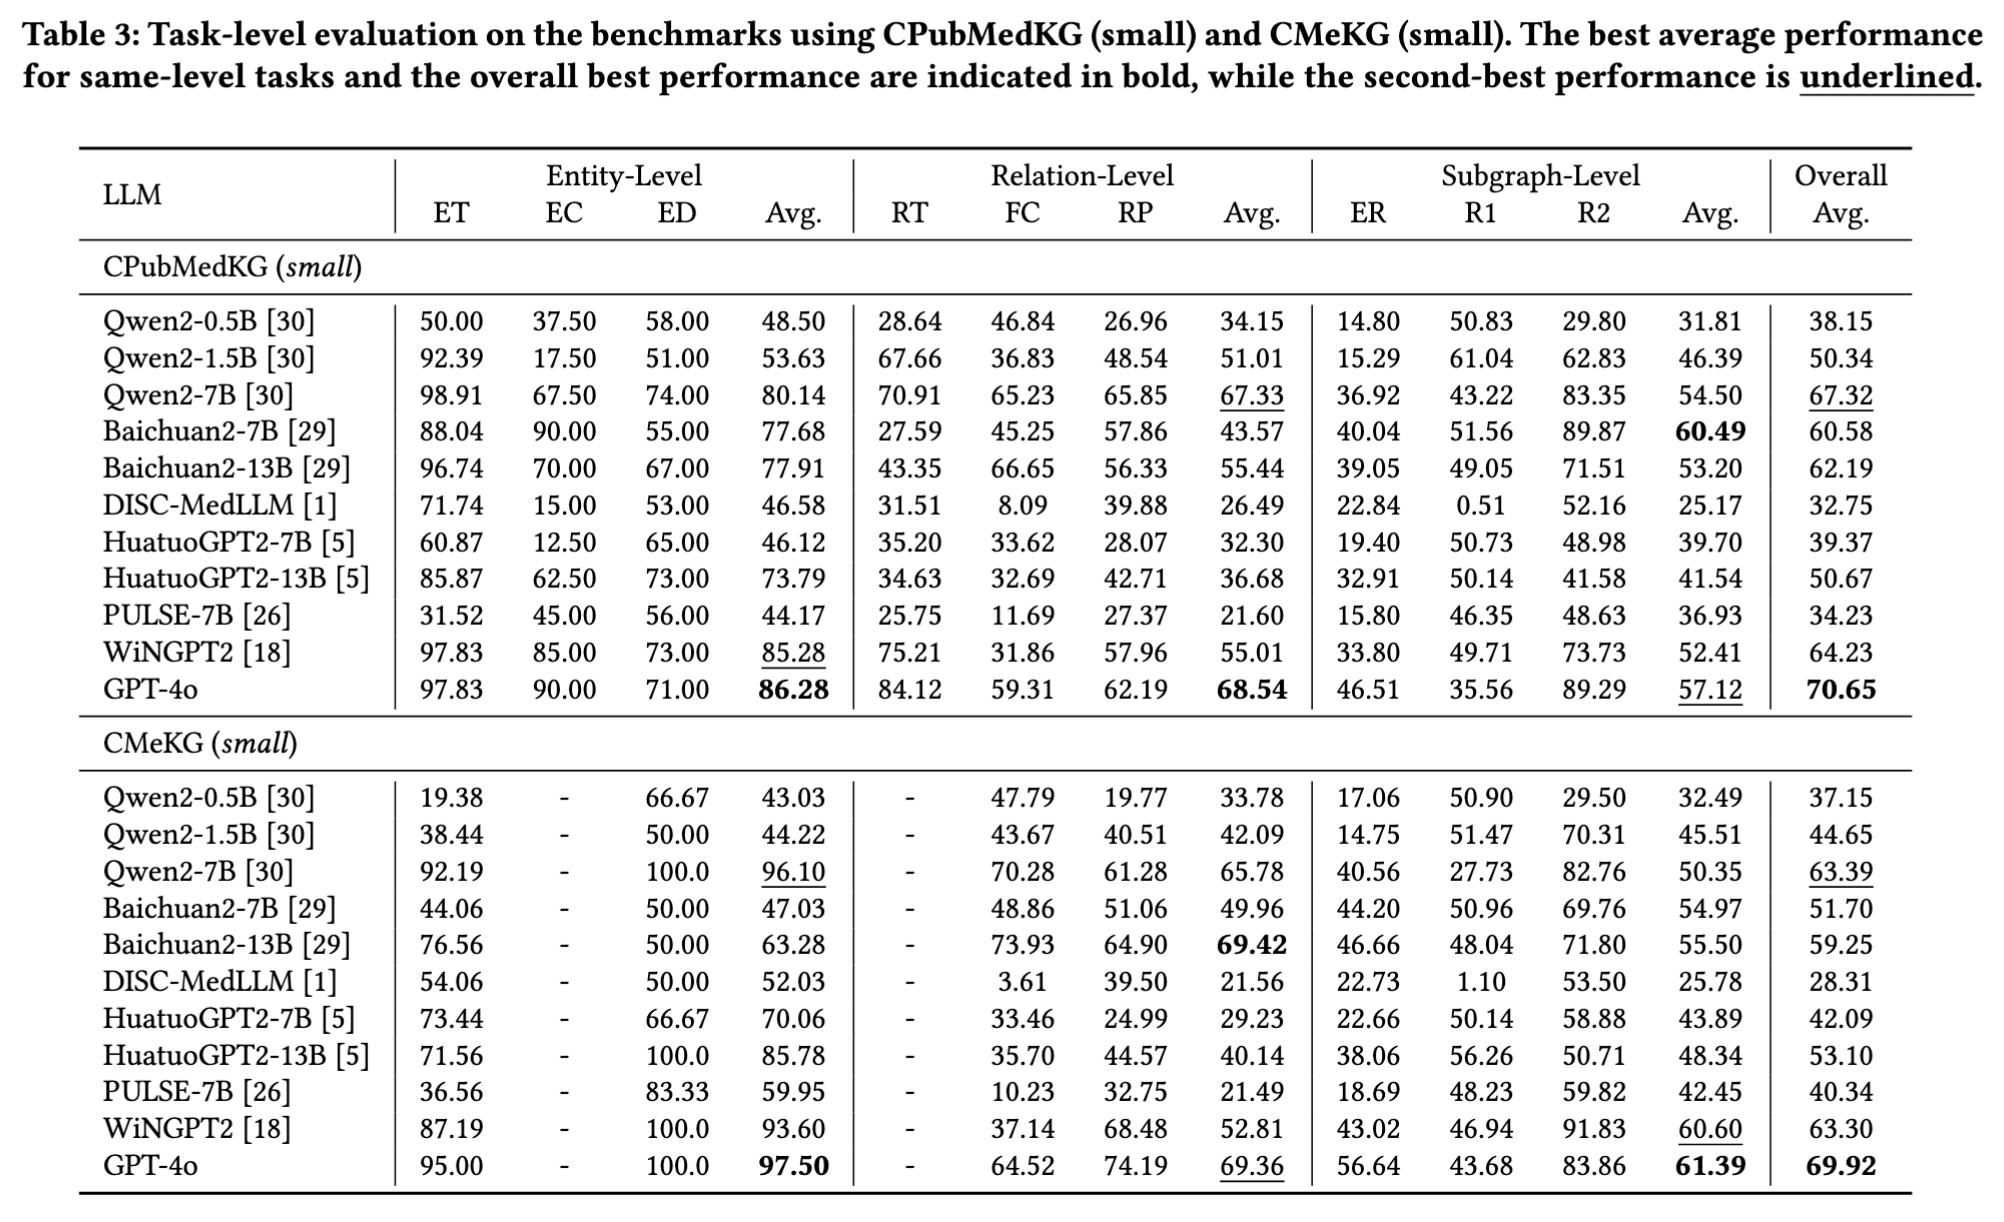 Table 3: Task-level evaluation on the benchmarks using CPubMedKG (small) and CMeKG (small). The best average performance
for same-level tasks and the overall best performance are indicated in bold, while the second-best performance is underlined.
LLM Entity-Level Relation-Level Subgraph-Level Overall
ET EC ED Avg. RT FC RP Avg. ER R1 R2 Avg. Avg.
CPubMedKG (small)
Qwen2-0.5B [30] 50.00 37.50 58.00 48.50 28.64 46.84 26.96 34.15 14.80 50.83 29.80 31.81 38.15
Qwen2-1.5B [30] 92.39 17.50 51.00 53.63 67.66 36.83 48.54 51.01 15.29 61.04 62.83 46.39 50.34
Qwen2-7B [30] 98.91 67.50 74.00 80.14 70.91 65.23 65.85 67.33 36.92 43.22 83.35 54.50 67.32
Baichuan2-7B [29] 88.04 90.00 55.00 77.68 27.59 45.25 57.86 43.57 40.04 51.56 89.87 60.49 60.58
Baichuan2-13B [29] 96.74 70.00 67.00 77.91 43.35 66.65 56.33 55.44 39.05 49.05 71.51 53.20 62.19
DISC-MedLLM [1] 71.74 15.00 53.00 46.58 31.51 8.09 39.88 26.49 22.84 0.51 52.16 25.17 32.75
HuatuoGPT2-7B [5] 60.87 12.50 65.00 46.12 35.20 33.62 28.07 32.30 19.40 50.73 48.98 39.70 39.37
HuatuoGPT2-13B [5] 85.87 62.50 73.00 73.79 34.63 32.69 42.71 36.68 32.91 50.14 41.58 41.54 50.67
PULSE-7B [26] 31.52 45.00 56.00 44.17 25.75 11.69 27.37 21.60 15.80 46.35 48.63 36.93 34.23
WiNGPT2 [18] 97.83 85.00 73.00 85.28 75.21 31.86 57.96 55.01 33.80 49.71 73.73 52.41 64.23
GPT-4o 97.83 90.00 71.00 86.28 84.12 59.31 62.19 68.54 46.51 35.56 89.29 57.12 70.65
CMeKG (small)
Qwen2-0.5B [30] 19.38 - 66.67 43.03 - 47.79 19.77 33.78 17.06 50.90 29.50 32.49 37.15
Qwen2-1.5B [30] 38.44 - 50.00 44.22 - 43.67 40.51 42.09 14.75 51.47 70.31 45.51 44.65
Qwen2-7B [30] 92.19 - 100.0 96.10 - 70.28 61.28 65.78 40.56 27.73 82.76 50.35 63.39
Baichuan2-7B [29] 44.06 - 50.00 47.03 - 48.86 51.06 49.96 44.20 50.96 69.76 54.97 51.70
Baichuan2-13B [29] 76.56 - 50.00 63.28 - 73.93 64.90 69.42 46.66 48.04 71.80 55.50 59.25
DISC-MedLLM [1] 54.06 - 50.00 52.03 - 3.61 39.50 21.56 22.73 1.10 53.50 25.78 28.31
HuatuoGPT2-7B [5] 73.44 - 66.67 70.06 - 33.46 24.99 29.23 22.66 50.14 58.88 43.89 42.09
HuatuoGPT2-13B [5] 71.56 - 100.0 85.78 - 35.70 44.57 40.14 38.06 56.26 50.71 48.34 53.10
PULSE-7B [26] 36.56 - 83.33 59.95 - 10.23 32.75 21.49 18.69 48.23 59.82 42.45 40.34
WiNGPT2 [18] 87.19 - 100.0 93.60 - 37.14 68.48 52.81 43.02 46.94 91.83 60.60 63.30
GPT-4o 95.00 - 100.0 97.50 - 64.52 74.19 69.36 56.64 43.68 83.86 61.39 69.92